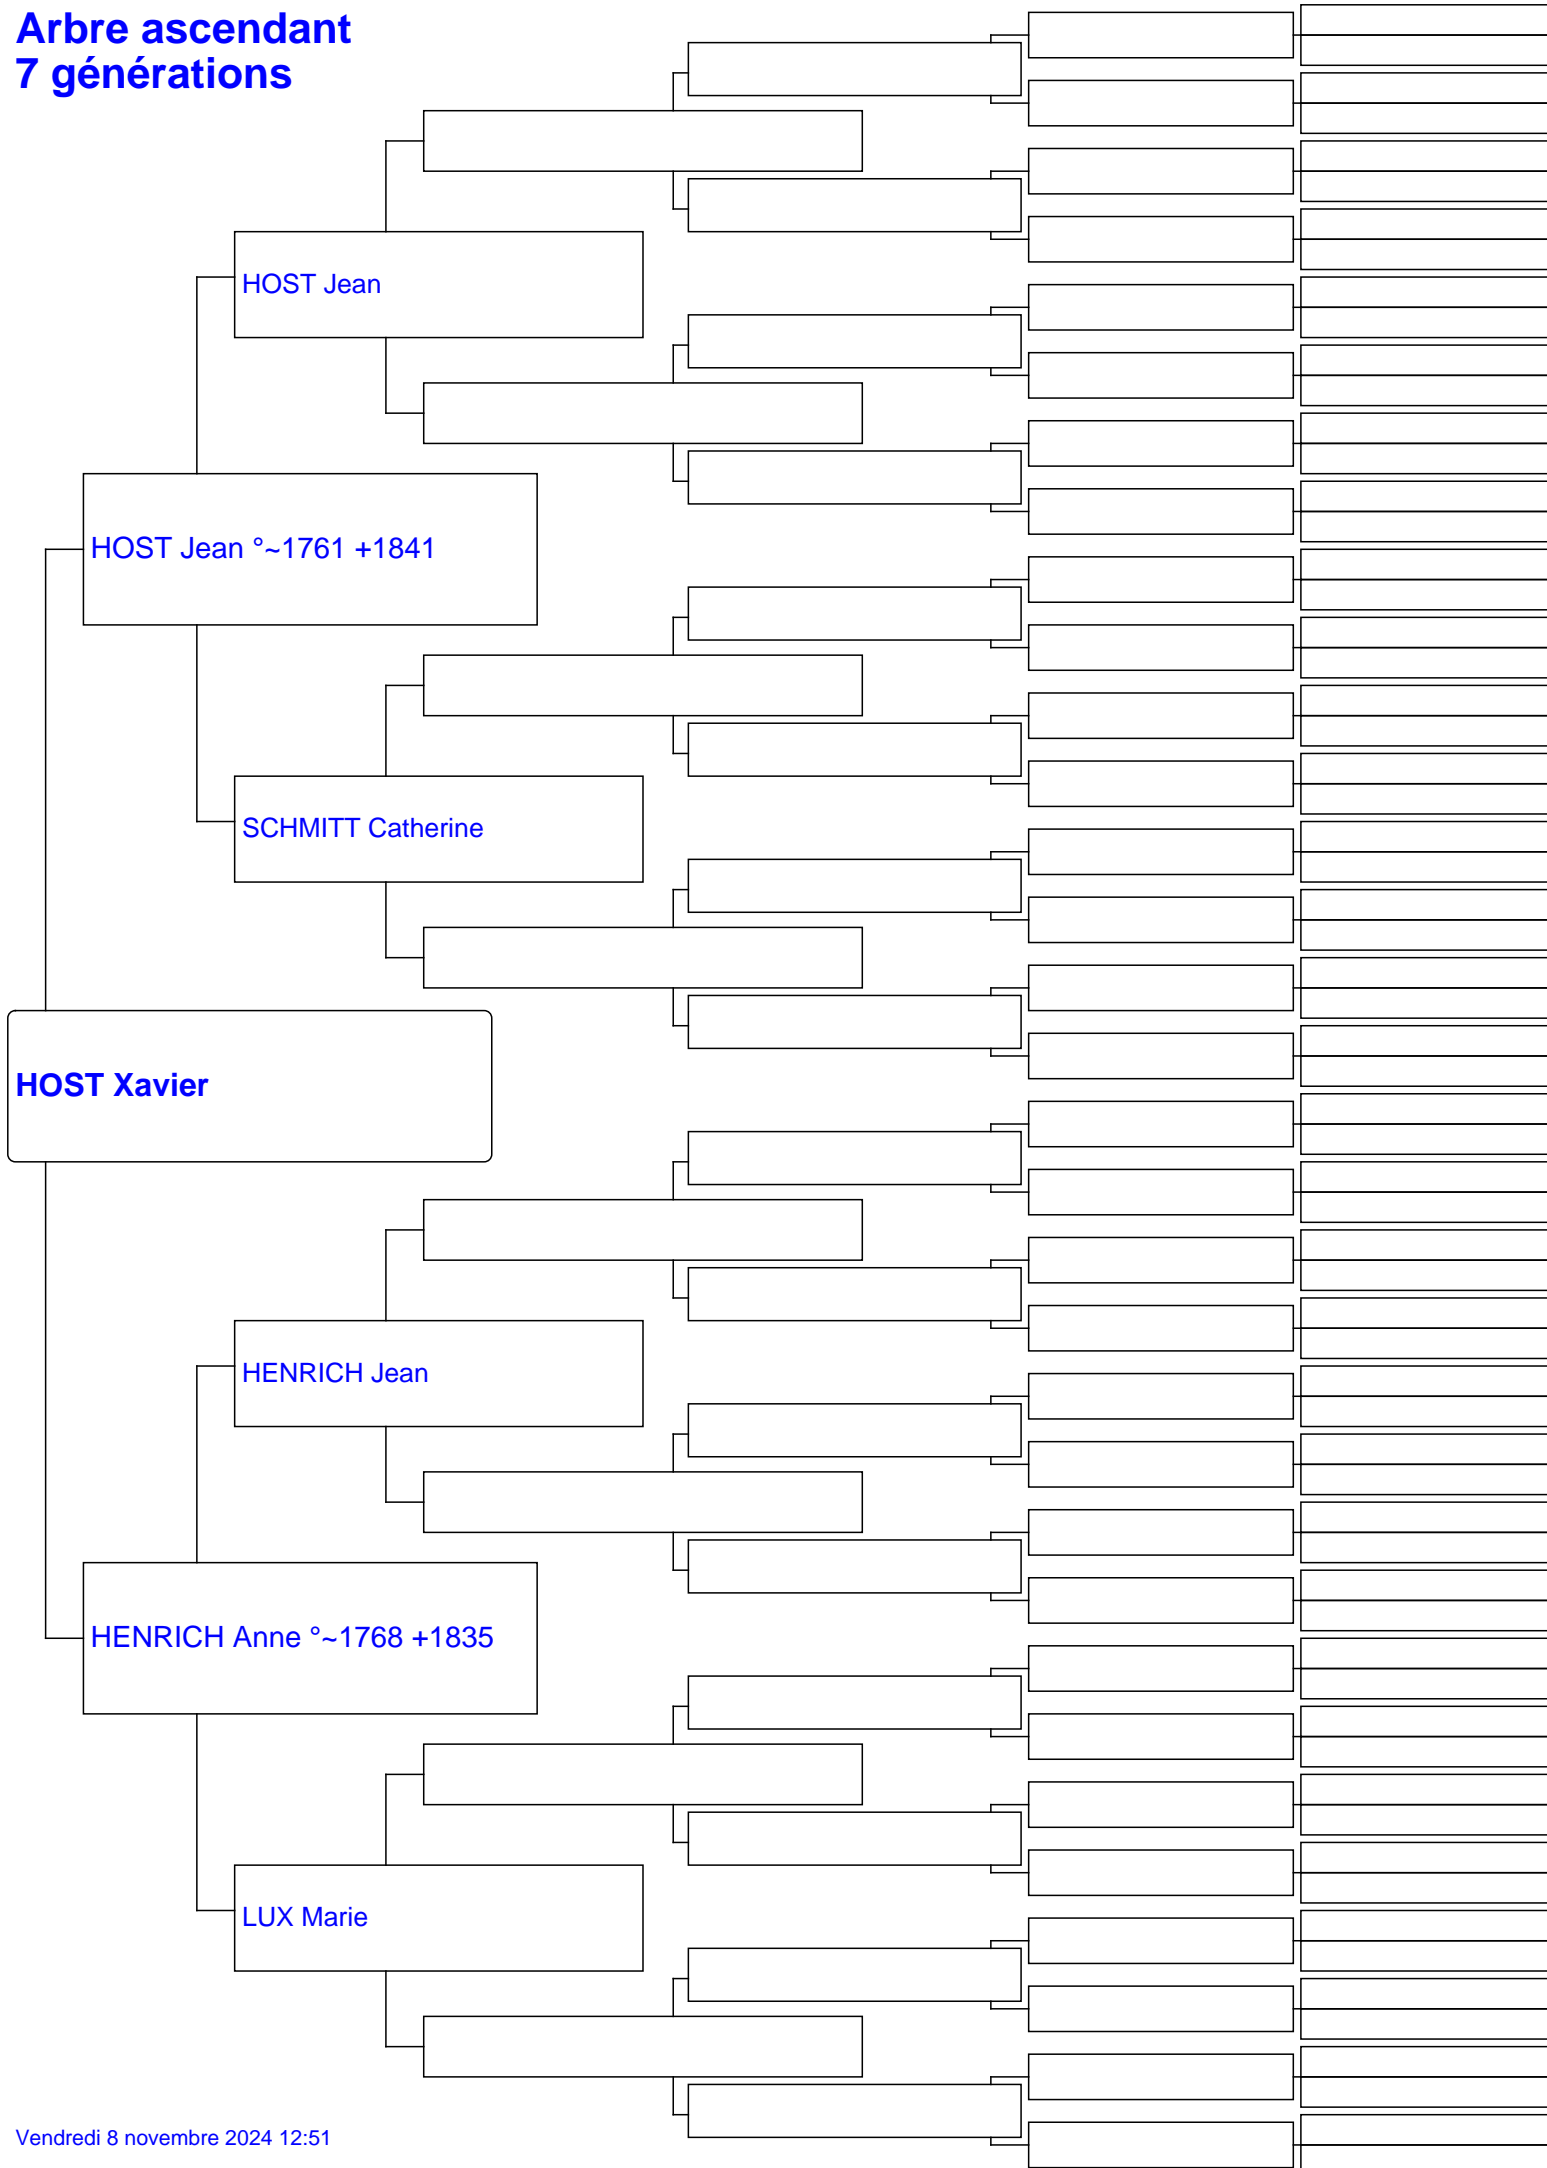 Arbre ascendant
7 générations
HOST Jean
HOST Jean °~1761 +1841
SCHMITT Catherine
HOST Xavier
HENRICH Jean
HENRICH Anne °~1768 +1835
LUX Marie
Vendredi 8 novembre 2024 12:51